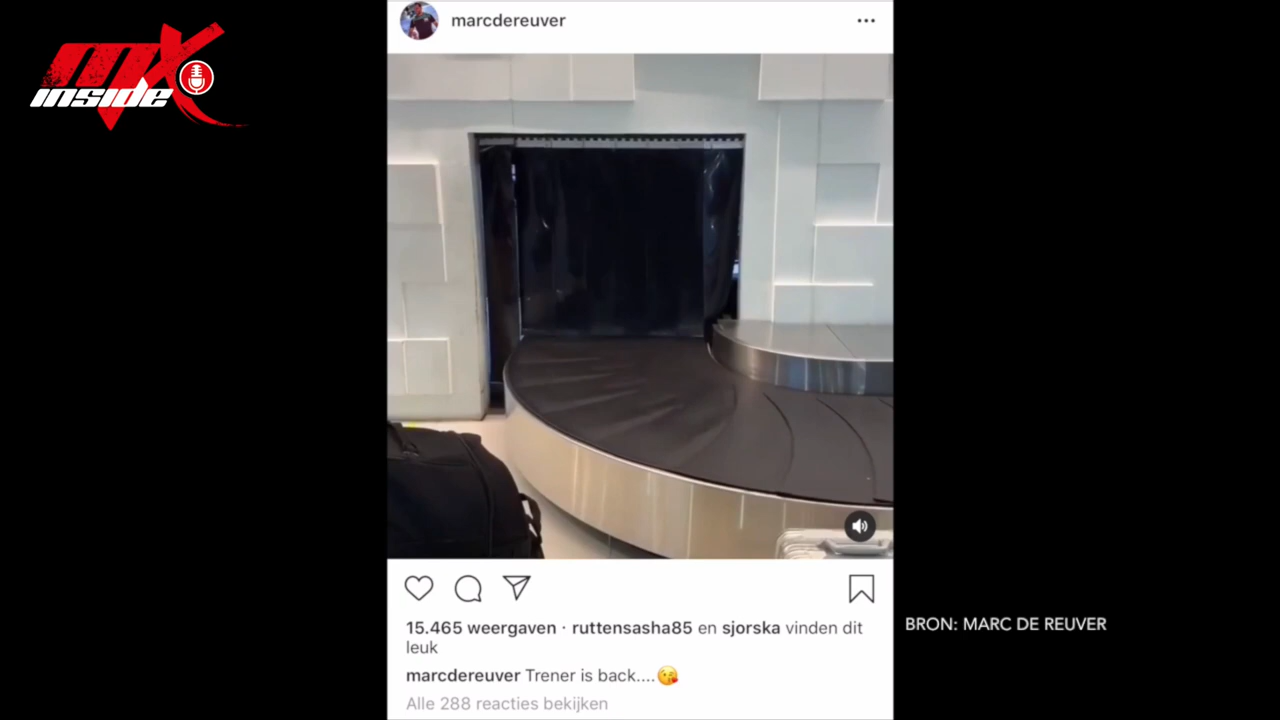 MX
inside
marcdereuver
15.465 weergaven · ruttensasha85 en sjorska vinden dit
leuk
marcdereuver Trener is back....😘
Alle 288 reacties bekijken
BRON: MARC DE REUVER